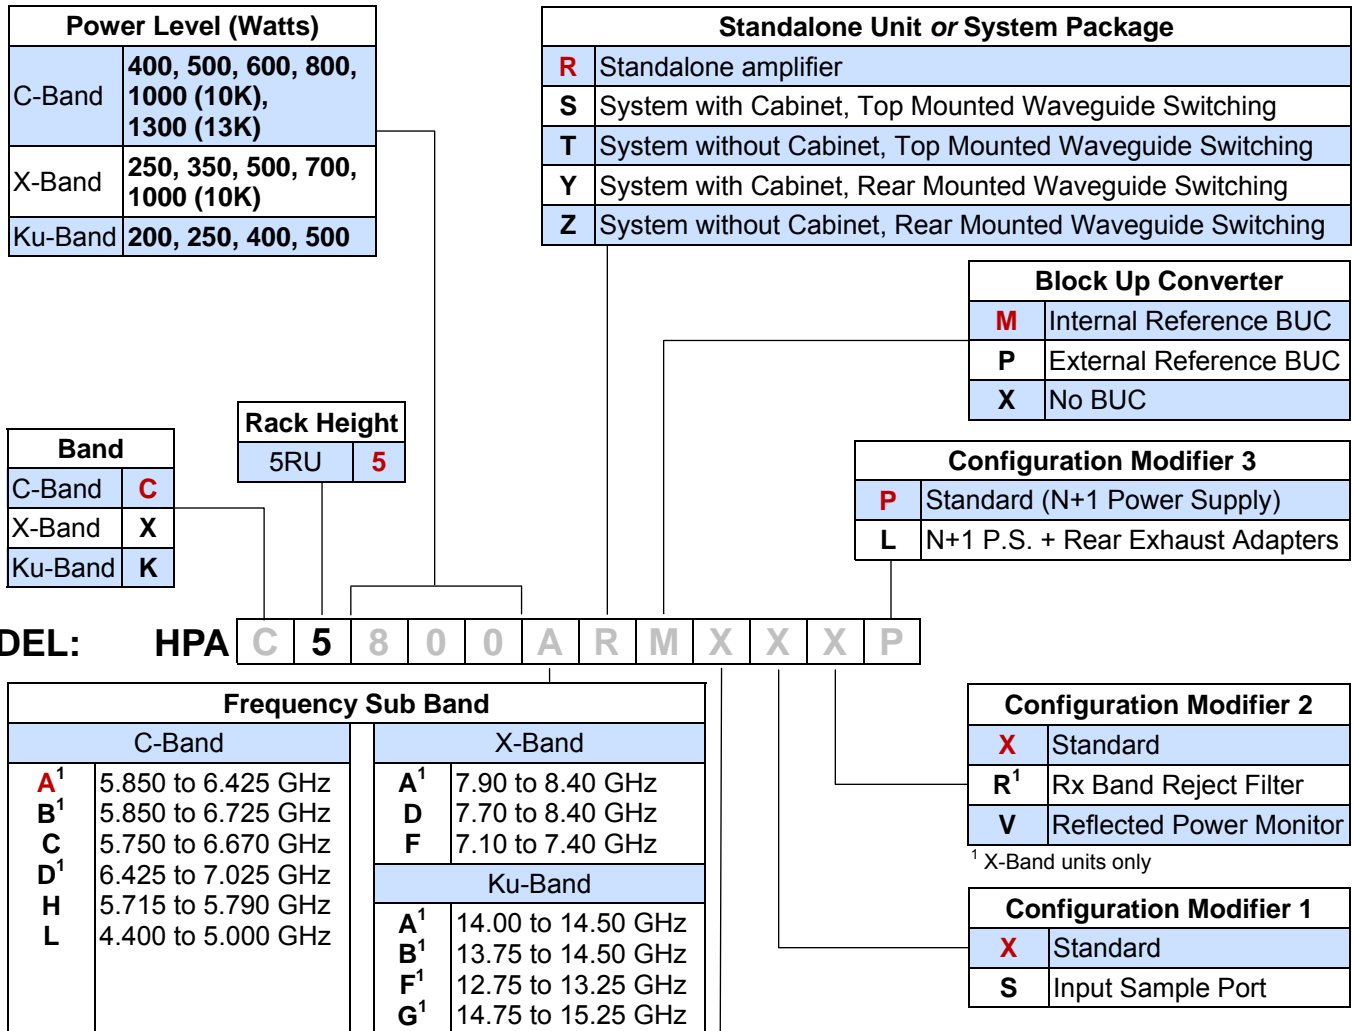 Power Level (Watts)
C-Band
400, 500, 600, 800,
1000 (10K),
1300 (13K)
X-Band
250, 350, 500, 700,
1000 (10K)
Ku-Band 200, 250, 400, 500
Standalone Unit or System Package
R Standalone amplifier
S System with Cabinet, Top Mounted Waveguide Switching
T System without Cabinet, Top Mounted Waveguide Switching
Y System with Cabinet, Rear Mounted Waveguide Switching
Z System without Cabinet, Rear Mounted Waveguide Switching
Block Up Converter
M Internal Reference BUC
P External Reference BUC
X No BUC
Rack Height
5RU 5
Band
C-Band C
X-Band X
Ku-Band K
Configuration Modifier 3
P Standard (N+1 Power Supply)
L N+1 P.S. + Rear Exhaust Adapters
DEL: HPA C 5 8 0 0 A R M X X X P
Frequency Sub Band
C-Band
A¹ 5.850 to 6.425 GHz
B¹ 5.850 to 6.725 GHz
C 5.750 to 6.670 GHz
D¹ 6.425 to 7.025 GHz
H 5.715 to 5.790 GHz
L 4.400 to 5.000 GHz
X-Band
A¹ 7.90 to 8.40 GHz
D 7.70 to 8.40 GHz
F 7.10 to 7.40 GHz
Ku-Band
A¹ 14.00 to 14.50 GHz
B¹ 13.75 to 14.50 GHz
F¹ 12.75 to 13.25 GHz
G¹ 14.75 to 15.25 GHz
Configuration Modifier 2
X Standard
R¹ Rx Band Reject Filter
V Reflected Power Monitor
¹ X-Band units only
Configuration Modifier 1
X Standard
S Input Sample Port